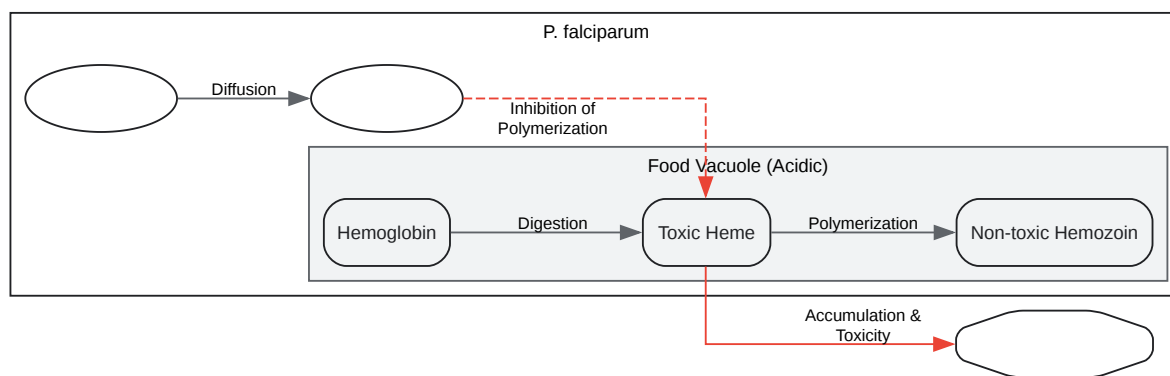 P. falciparum
Diffusion
Inhibition of
Polymerization
Food Vacuole (Acidic)
Hemoglobin
Digestion
Toxic Heme
Polymerization
Non-toxic Hemozoin
Accumulation &
Toxicity